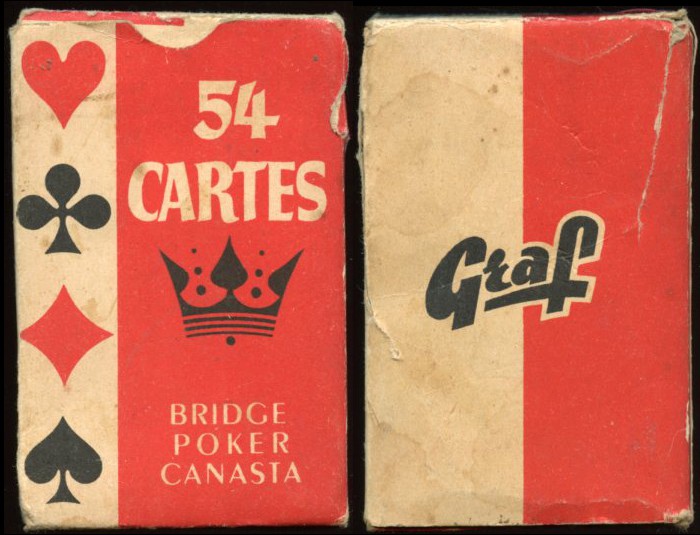 54
CARTES
BRIDGE
POKER
CANASTA
Graf